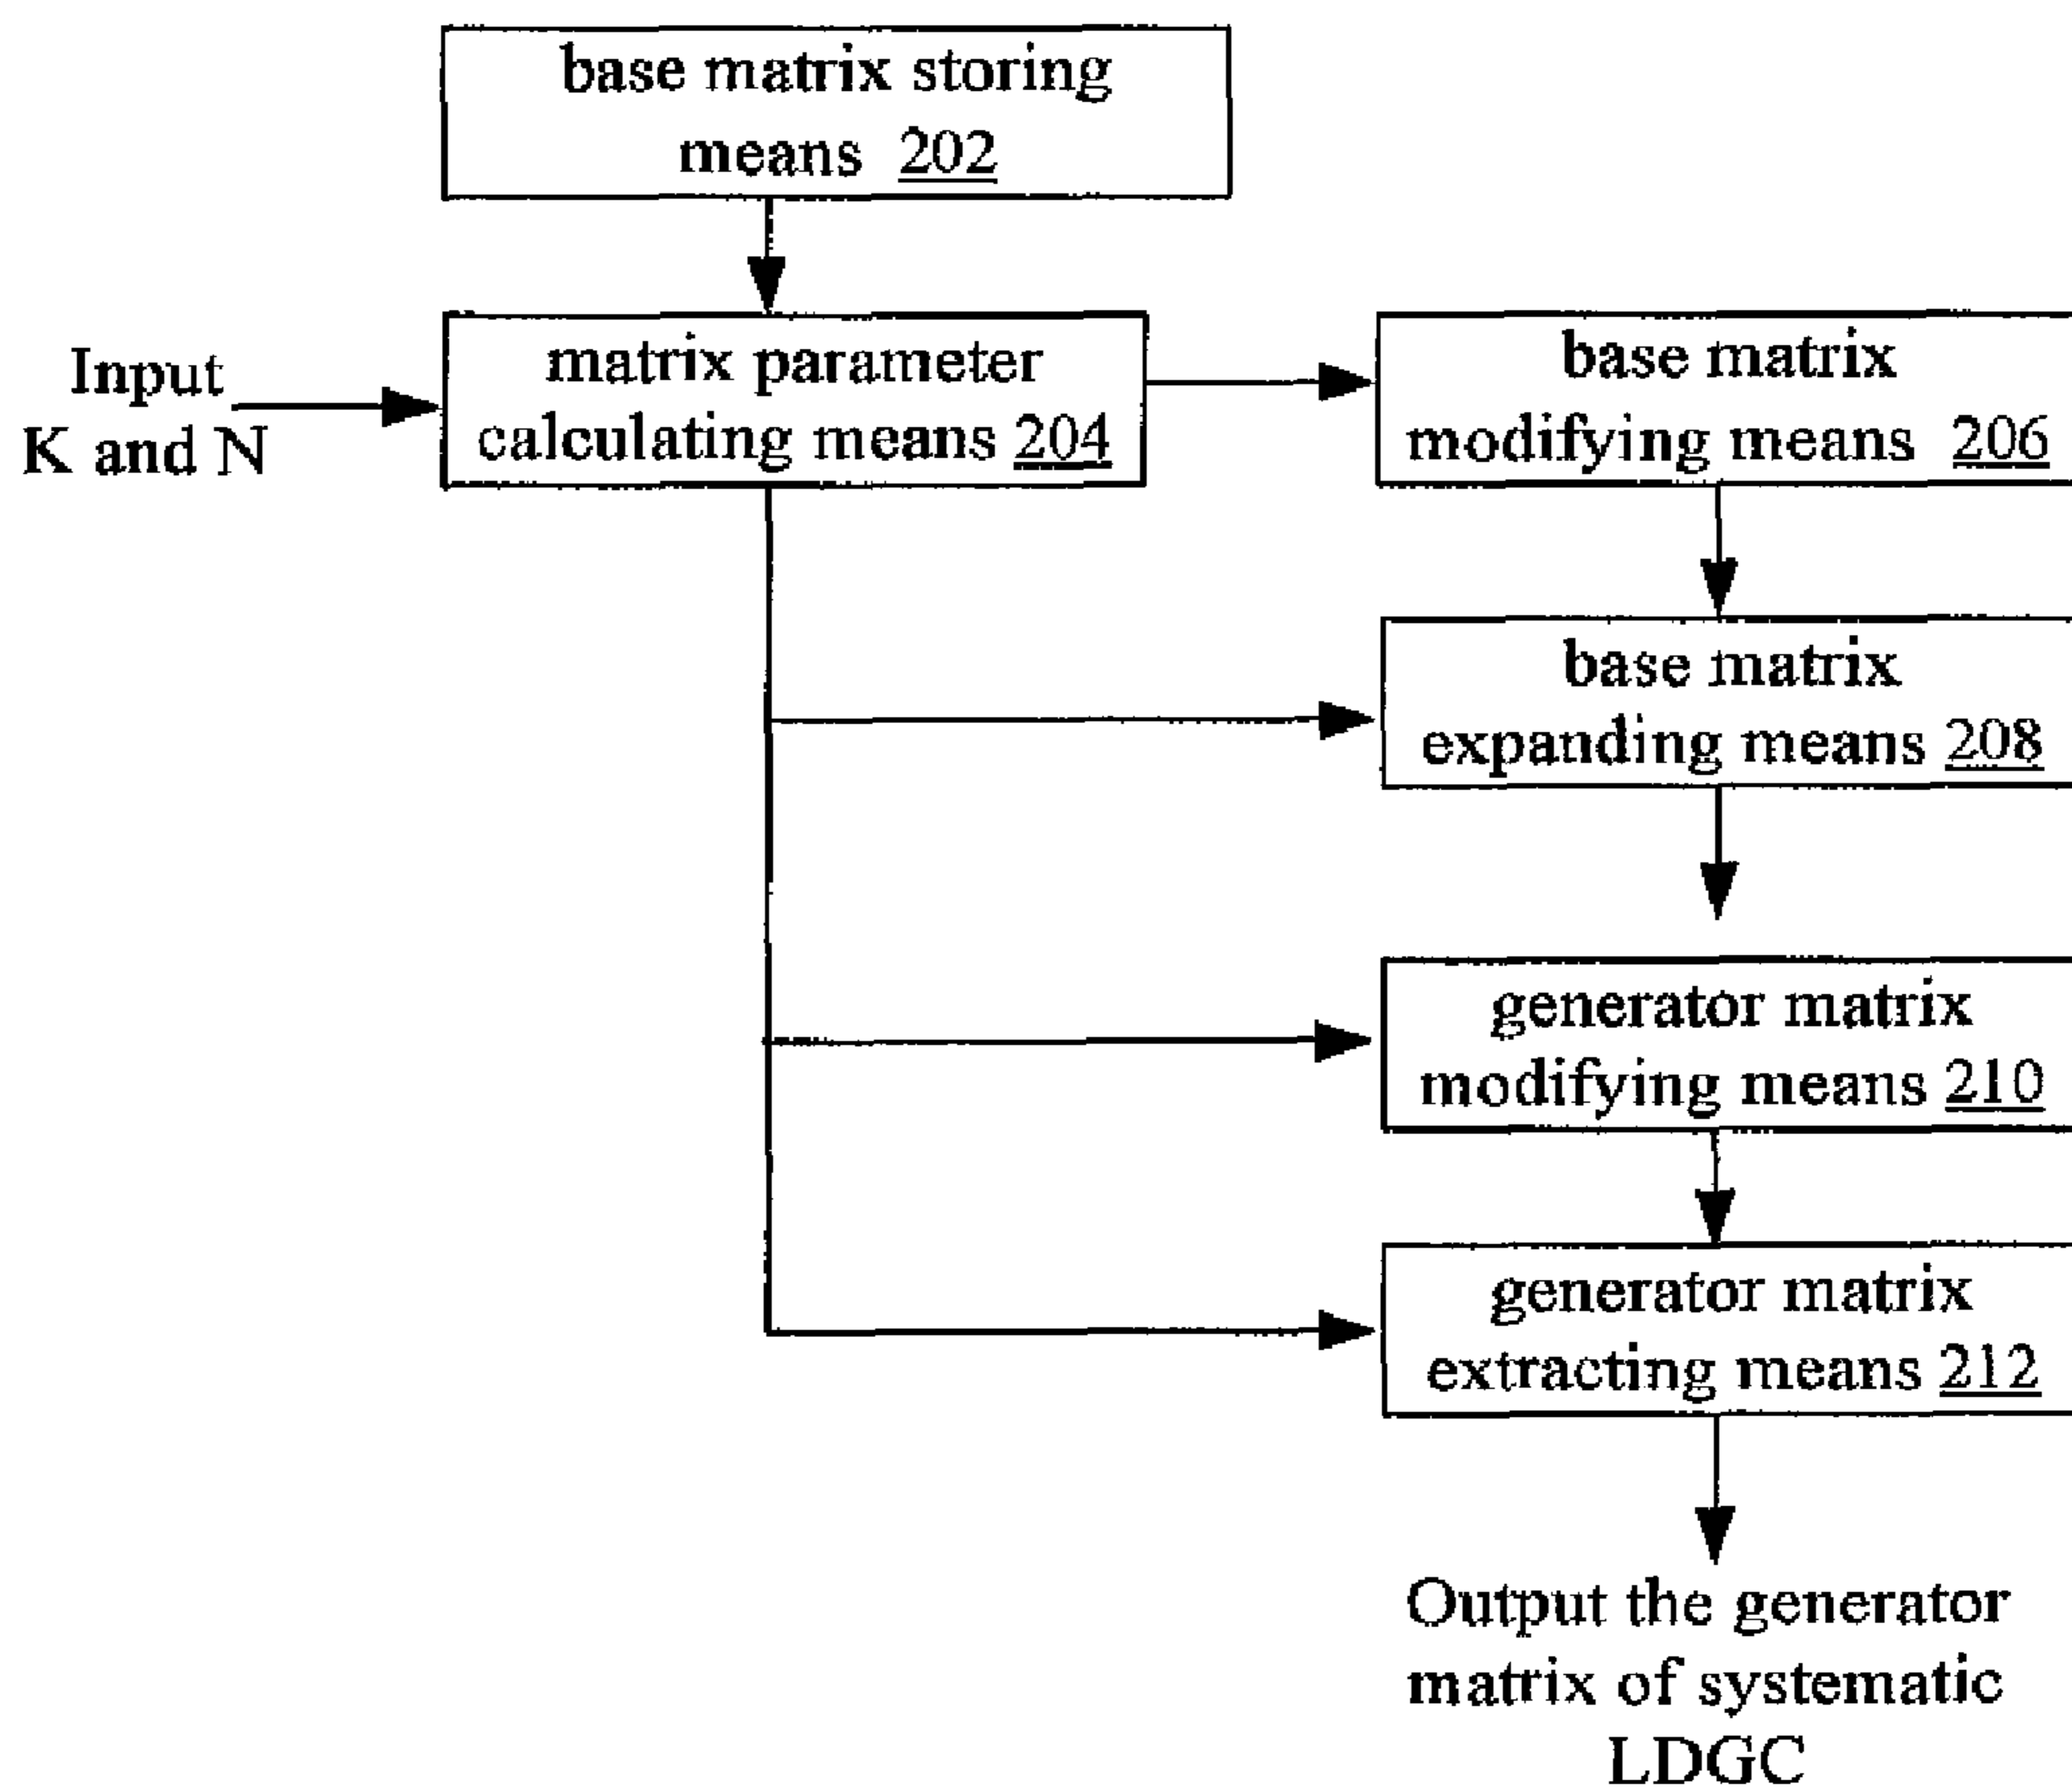 base matrix storing
means 202
Input
K and N
matrix parameter
calculating means 204
base matrix
modifying means 206
base matrix
expanding means 208
generator matrix
modifying means 210
generator matrix
extracting means 212
Output the generator
matrix of systematic
LDGC